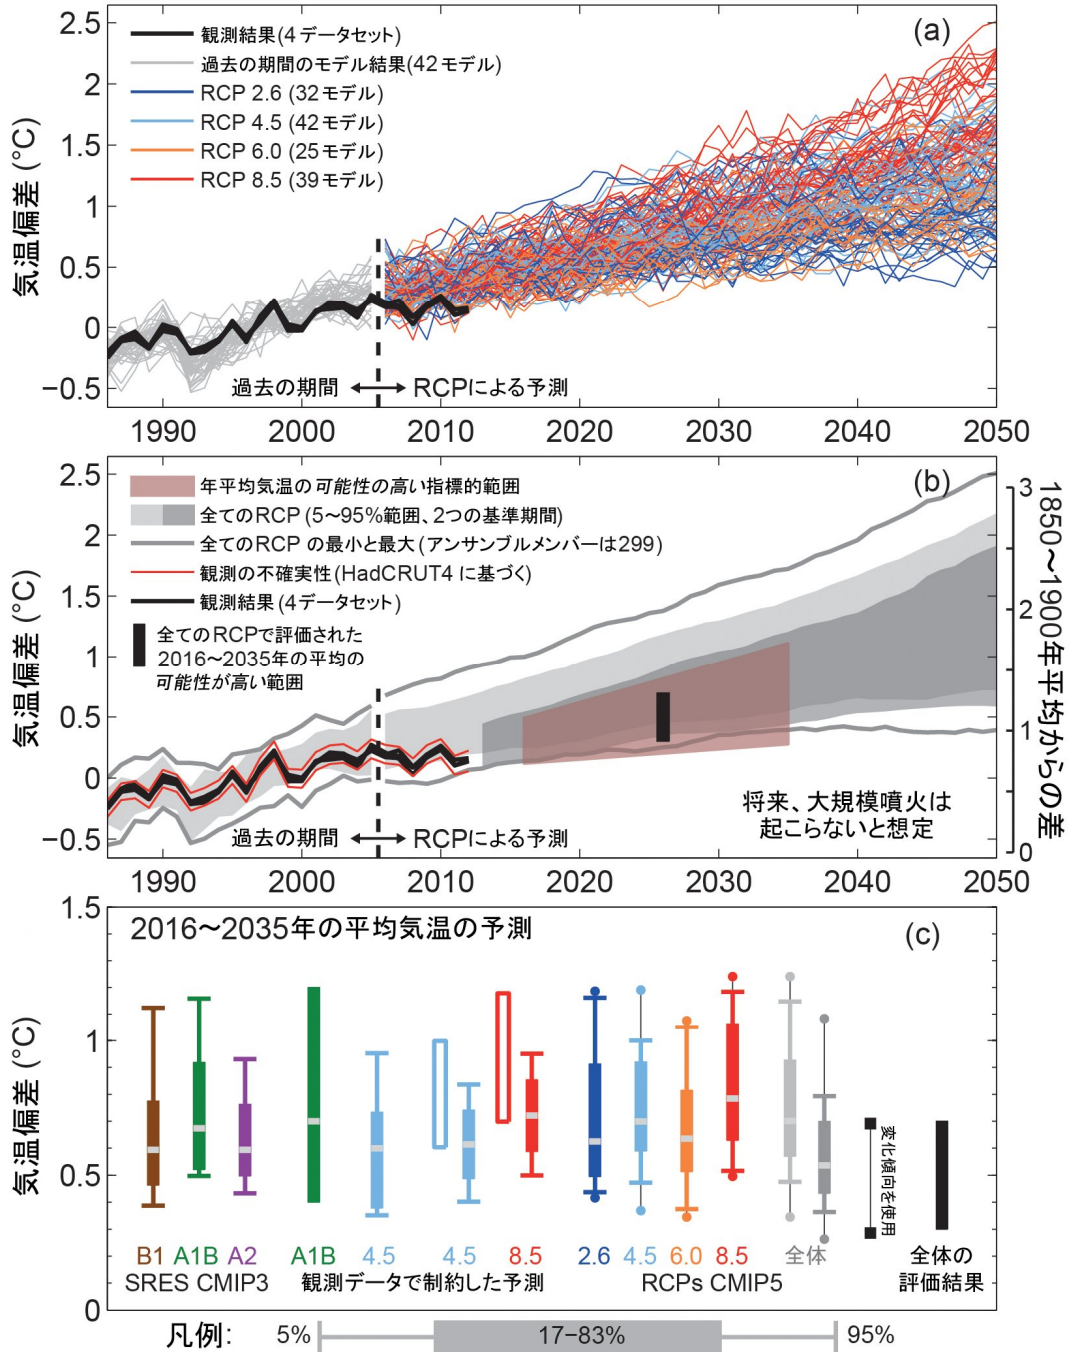 (a)
2.5
2
1.5
1
0.5
0
−0.5
気温偏差 (°C)
観測結果(4データセット)
過去の期間のモデル結果(42モデル)
RCP 2.6 (32モデル)
RCP 4.5 (42モデル)
RCP 6.0 (25モデル)
RCP 8.5 (39モデル)
過去の期間 RCPによる予測
1990 2000 2010 2020 2030 2040 2050
(b)
2.5
2
1.5
1
0.5
0
−0.5
気温偏差 (°C)
年平均気温の可能性の高い指標的範囲
全てのRCP (5〜95%範囲、2つの基準期間)
全てのRCP の最小と最大(アンサンブルメンバーは299)
観測の不確実性(HadCRUT4 に基づく)
観測結果(4データセット)
全てのRCPで評価された
2016〜2035年の平均の
可能性が高い範囲
過去の期間 RCPによる予測
将来、大規模噴火は
起こらないと想定
3
2
1
0
1850〜1900年平均からの差
1990 2000 2010 2020 2030 2040 2050
2016〜2035年の平均気温の予測
(c)
1.5
1
0.5
0
気温偏差 (°C)
変化傾向を使用
B1 A1B A2 A1B 4.5 4.5 8.5 2.6 4.5 6.0 8.5 全体 全体の
SRES CMIP3 観測データで制約した予測 RCPs CMIP5 評価結果
凡例: 5% 17−83% 95%